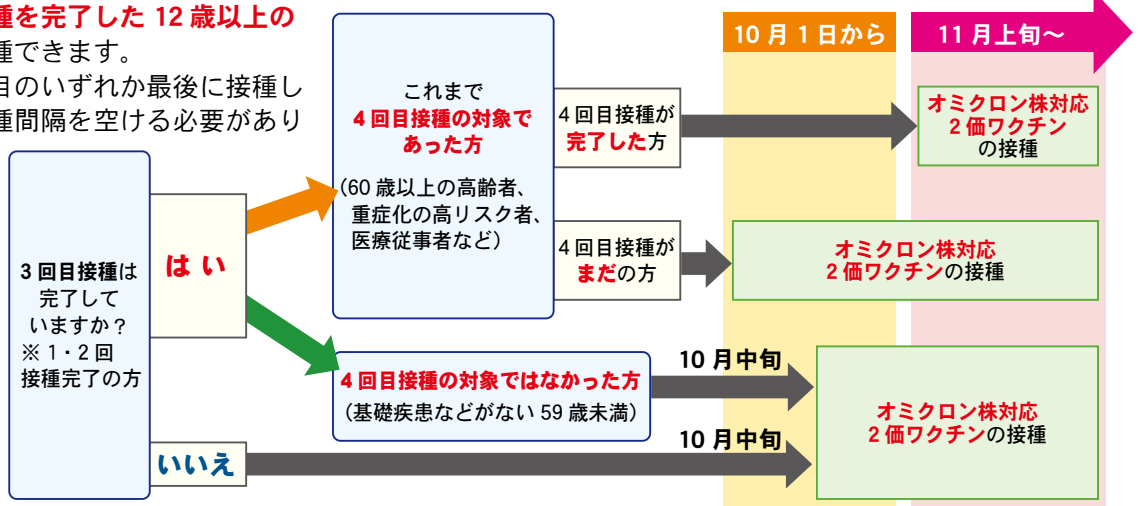 種を完了した 12 歳以上の
種できます。
目のいずれか最後に接種し
種間隔を空ける必要があり
10 月 1 日から
11 月上旬～
3 回目接種は
完了して
いますか？
※ 1・2 回
接種完了の方
はい
いいえ
これまで
4 回目接種の対象で
あった方
（60 歳以上の高齢者、
重症化の高リスク者、
医療従事者など）
4 回目接種が
完了した方
4 回目接種が
まだの方
オミクロン株対応
2 価ワクチン
の接種
オミクロン株対応
2 価ワクチンの接種
4 回目接種の対象ではなかった方
（基礎疾患などがない 59 歳未満）
10 月中旬
10 月中旬
オミクロン株対応
2 価ワクチンの接種